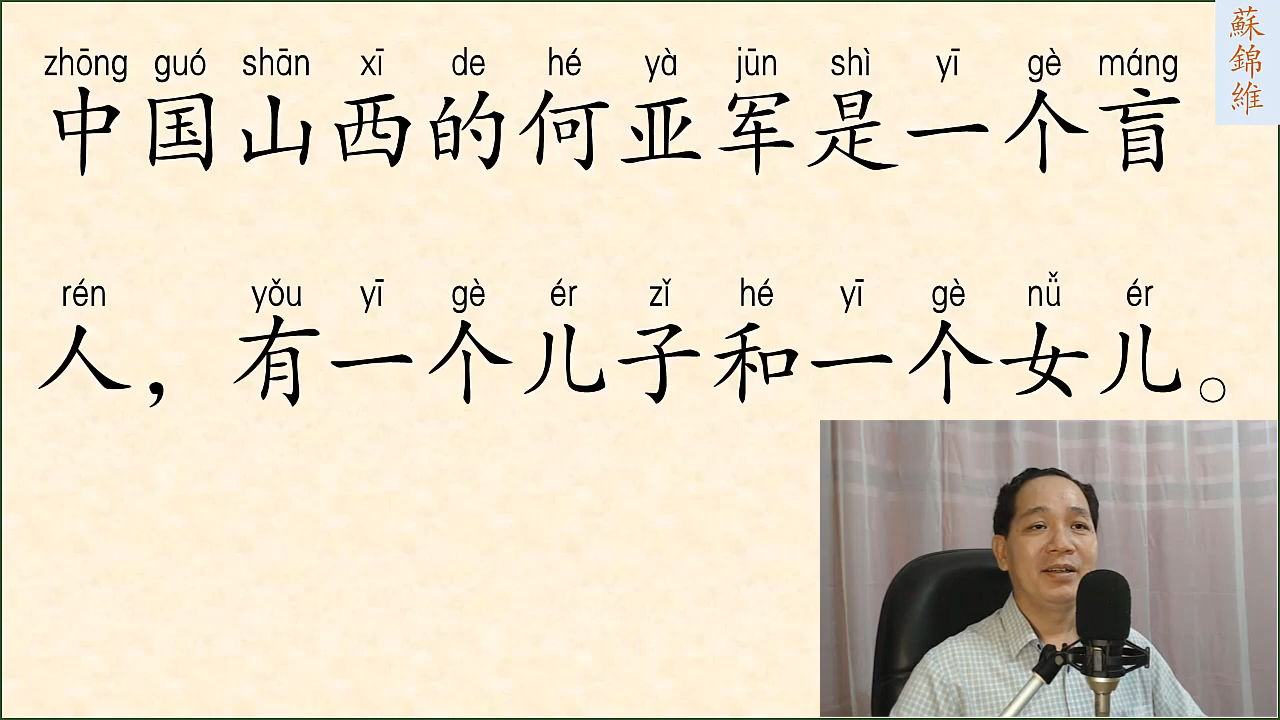 zhōng guó shān xī de hé yà jūn shì yī gè máng
中国山西的何亚军是一个盲
rén yǒu yī gè ér zǐ hé yī gè nǚ ér
人，有一个儿子和一个女儿。
蘇錦維